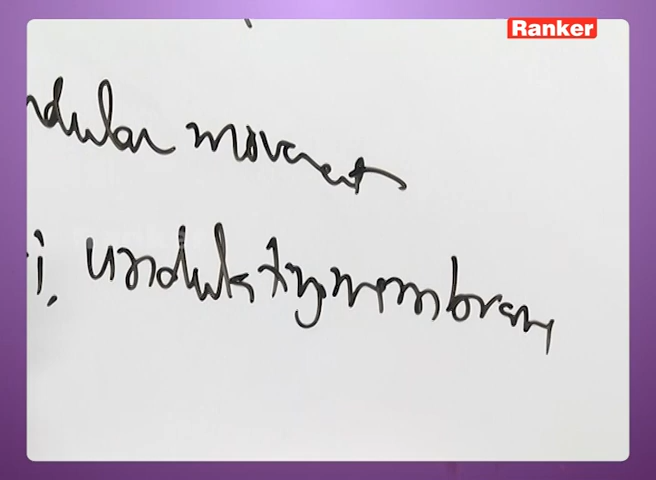 Ranker
ndular movement
i, undulating membrane